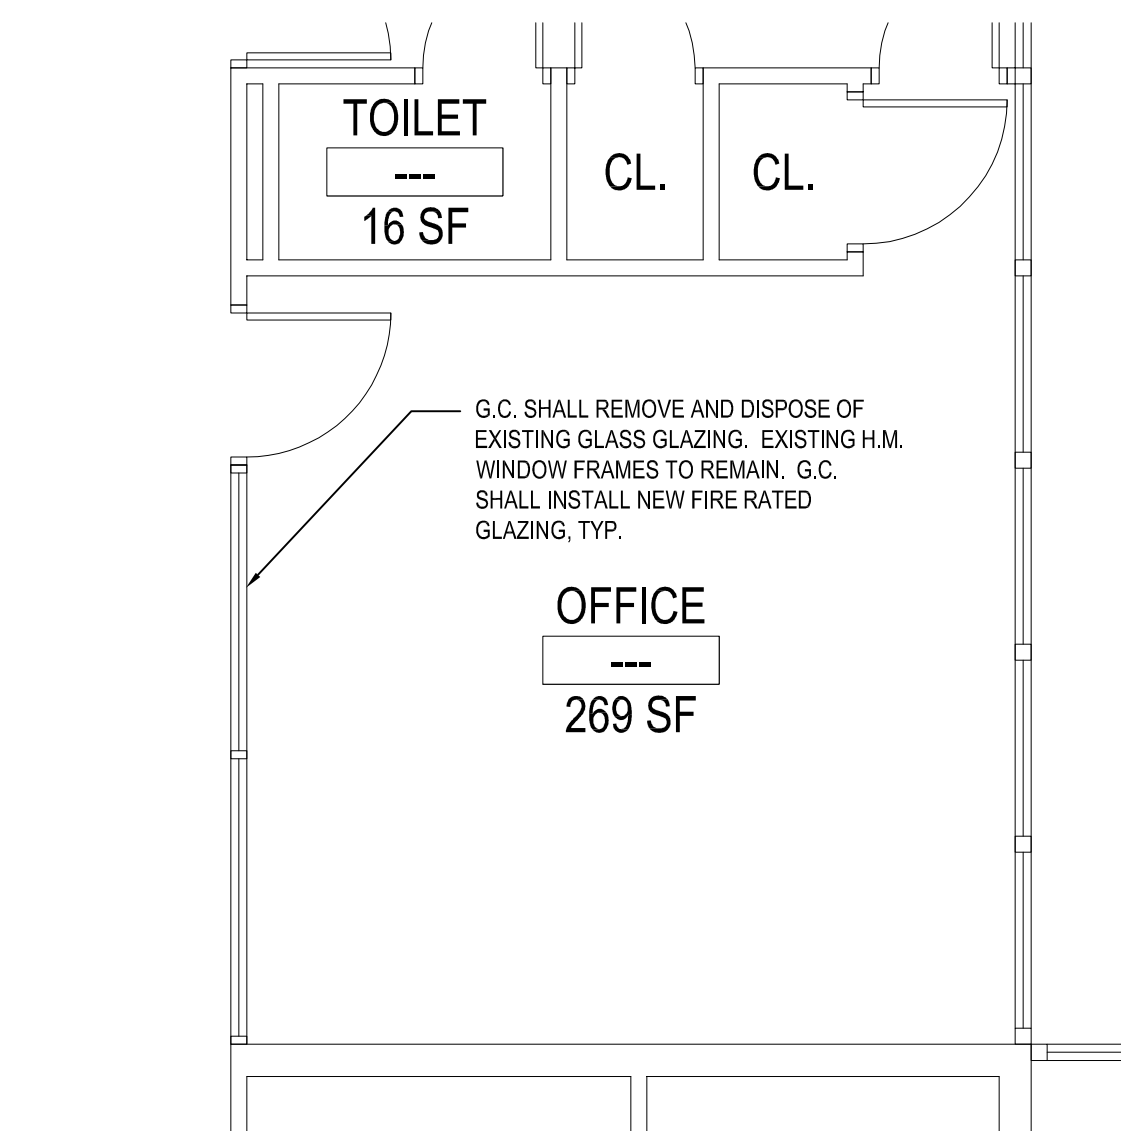 TOILET
---
16 SF
CL.
CL.
G.C. SHALL REMOVE AND DISPOSE OF
EXISTING GLASS GLAZING.  EXISTING H.M.
WINDOW FRAMES TO REMAIN.  G.C.
SHALL INSTALL NEW FIRE RATED
GLAZING, TYP.
OFFICE
---
269 SF